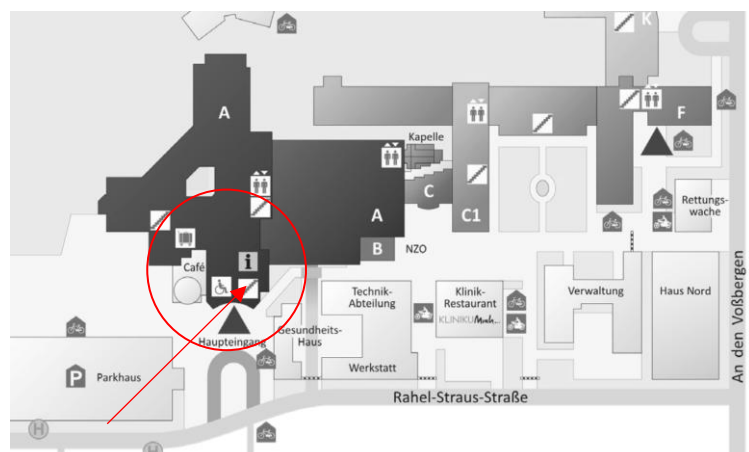 K
A
F
Kapelle
C
C1
A
Rettungs-
wache
B
NZO
i
Café
Technik-
Abteilung
Klinik-
Restaurant
KLINIKUMahl...
Verwaltung
Haus Nord
Haupteingang
Gesundheits-
Haus
P
Parkhaus
Werkstatt
An den Voßbergen
Rahel-Straus-Straße
H
H